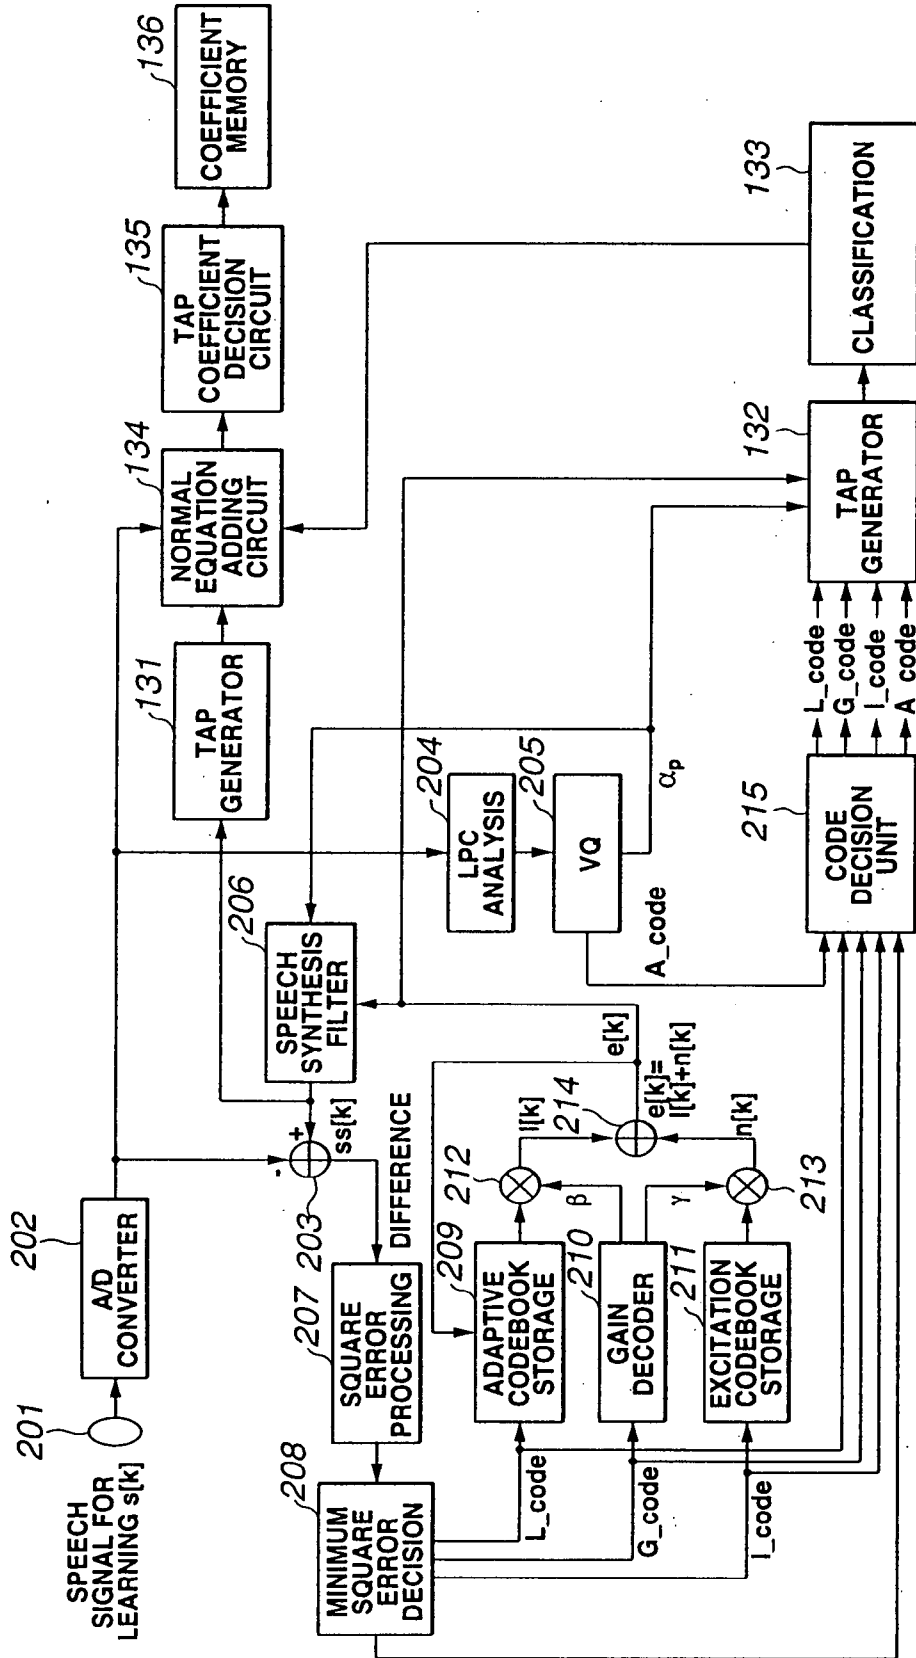 SPEECH
SIGNAL FOR
LEARNING s[k]
201
202
A/D
CONVERTER
203
+
-
ss[k]
DIFFERENCE
207
SQUARE
ERROR
PROCESSING
208
MINIMUM
SQUARE
ERROR
DECISION
206
SPEECH
SYNTHESIS
FILTER
131
TAP
GENERATOR
134
NORMAL
EQUATION
ADDING
CIRCUIT
135
TAP
COEFFICIENT
DECISION
CIRCUIT
136
COEFFICIENT
MEMORY
204
LPC
ANALYSIS
205
VQ
αp
A_code
L_code
G_code
I_code
209
ADAPTIVE
CODEBOOK
STORAGE
210
GAIN
DECODER
211
EXCITATION
CODEBOOK
STORAGE
212
β
γ
213
l[k]
214
n[k]
e[k]
e[k]=
l[k]+n[k]
215
CODE
DECISION
UNIT
L_code
G_code
I_code
A_code
132
TAP
GENERATOR
133
CLASSIFICATION